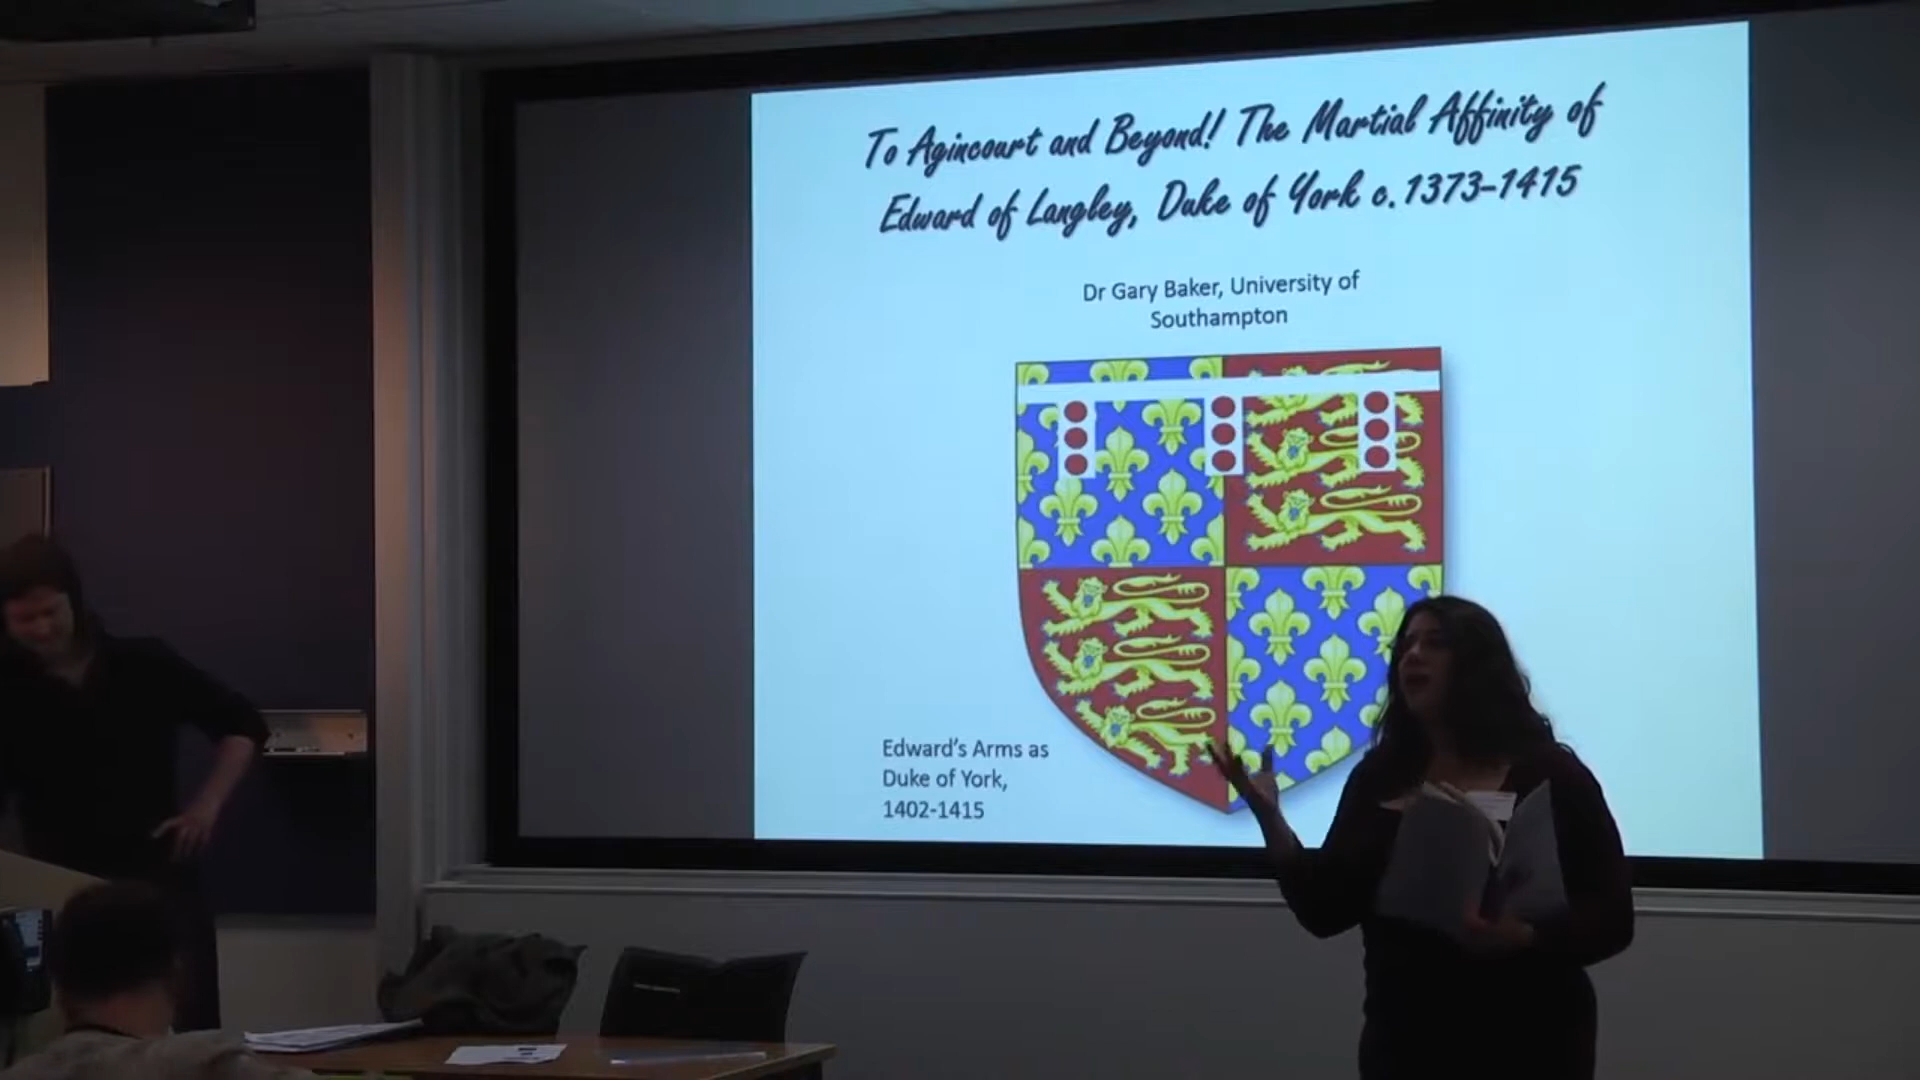 To Agincourt and Beyond! The Martial Affinity of
Edward of Langley, Duke of York c. 1373-1415
Dr Gary Baker, University of
Southampton
Edward's Arms as
Duke of York,
1402-1415